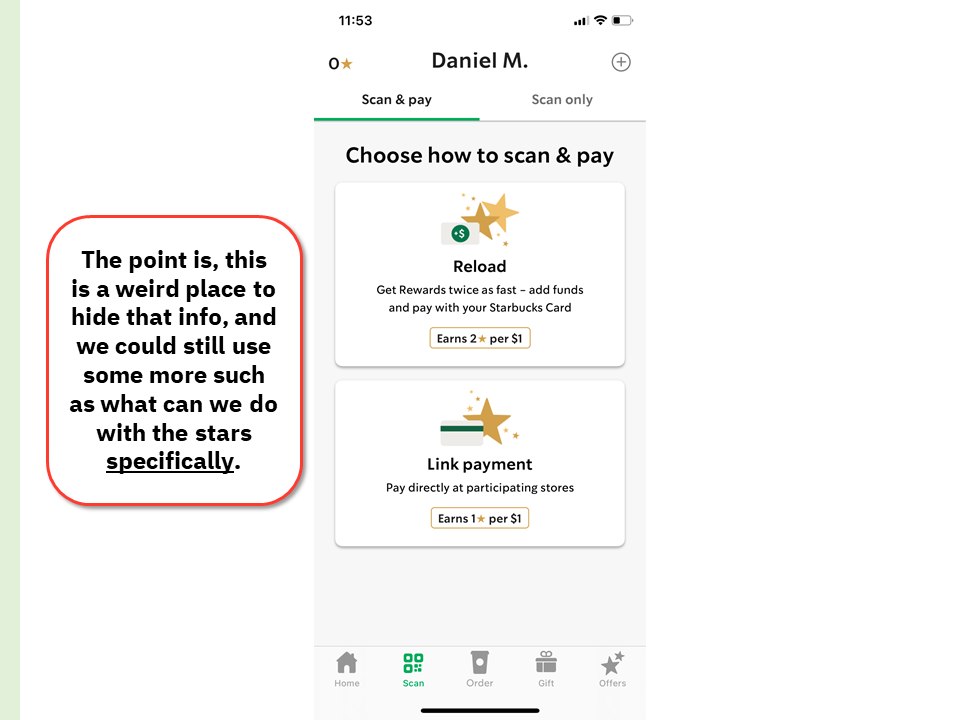 11:53
0★
Daniel M.
Scan & pay
Scan only
Choose how to scan & pay
Reload
Get Rewards twice as fast – add funds
and pay with your Starbucks Card
Earns 2★ per $1
Link payment
Pay directly at participating stores
Earns 1★ per $1
Home
Scan
Order
Gift
Offers
The point is, this
is a weird place to
hide that info, and
we could still use
some more such
as what can we do
with the stars
specifically.